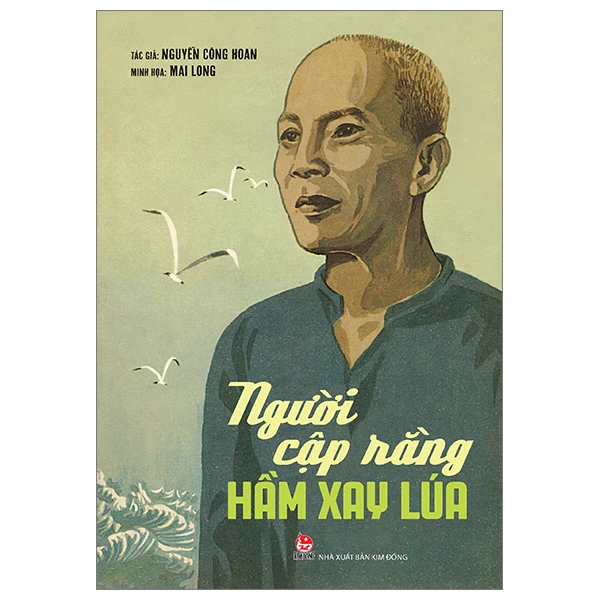 TÁC GIẢ: NGUYỄN CÔNG HOAN
MINH HỌA: MAI LONG
Người
cập rằng
HẦM XAY LÚA
NHÀ XUẤT BẢN KIM ĐỒNG